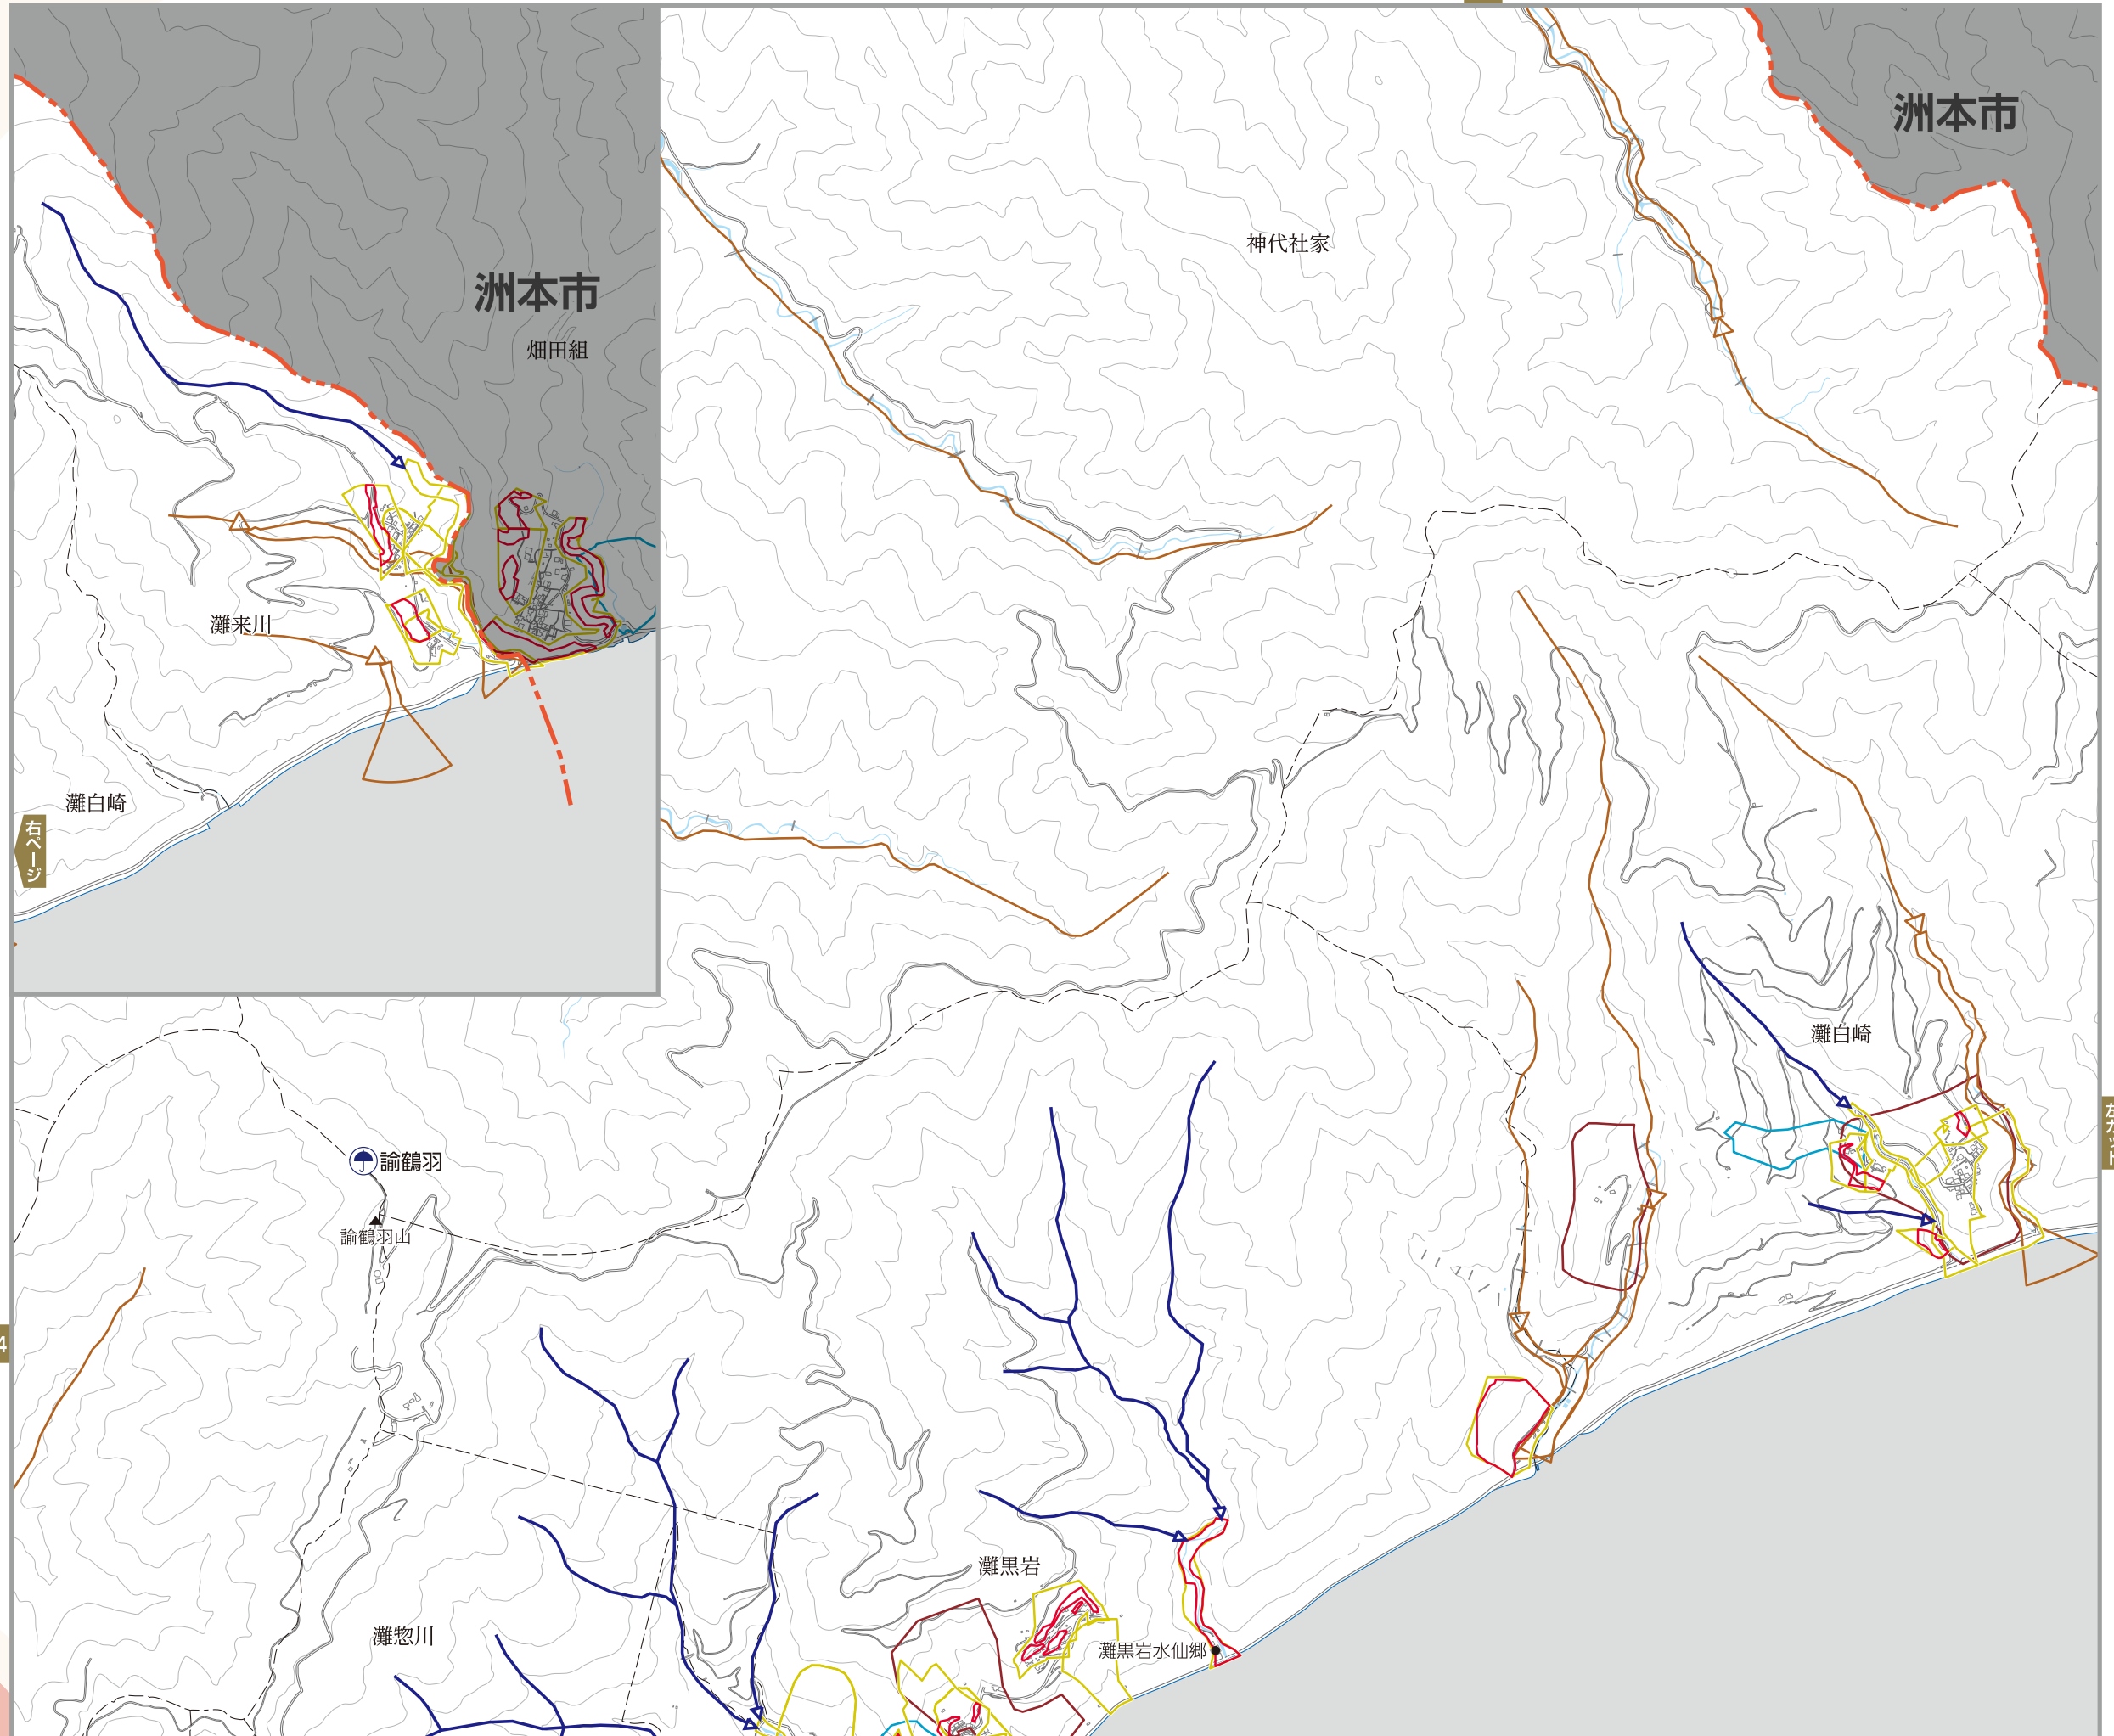 洲本市
洲本市
神代社家
畑田組
灘来川
灘白崎
右ページ
灘白崎
諭鶴羽
諭鶴羽山
4
灘黒岩
灘惣川
灘黒岩水仙郷